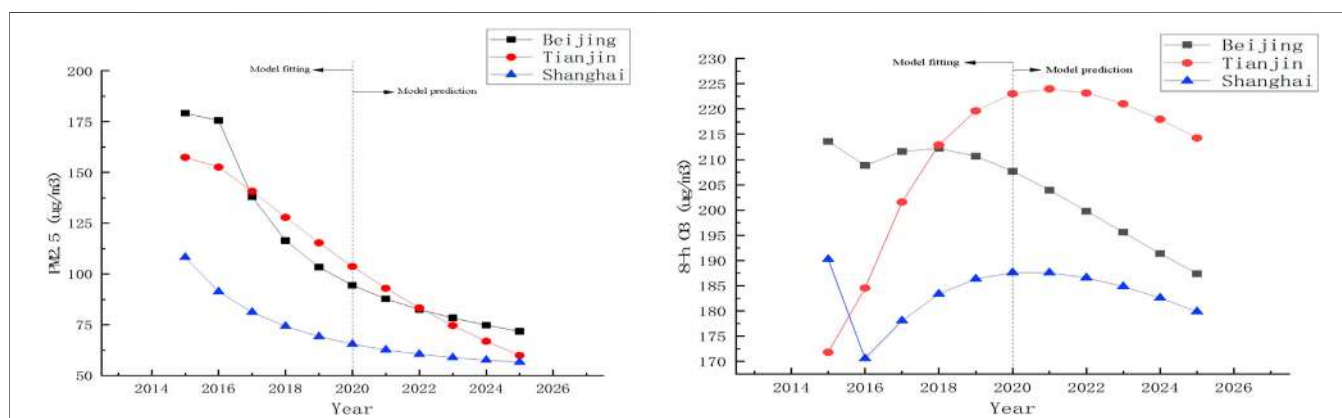 Beijing
Tianjin
Shanghai
Model fitting
Model prediction
PM2.5 (ug/m3)
200
175
150
125
100
75
50
2014 2016 2018 2020 2022 2024 2026
Year
Beijing
Tianjin
Shanghai
Model fitting
Model prediction
8-h O3 (ug/m3)
230
225
220
215
210
205
200
195
190
185
180
175
170
2014 2016 2018 2020 2022 2024 2026
Year